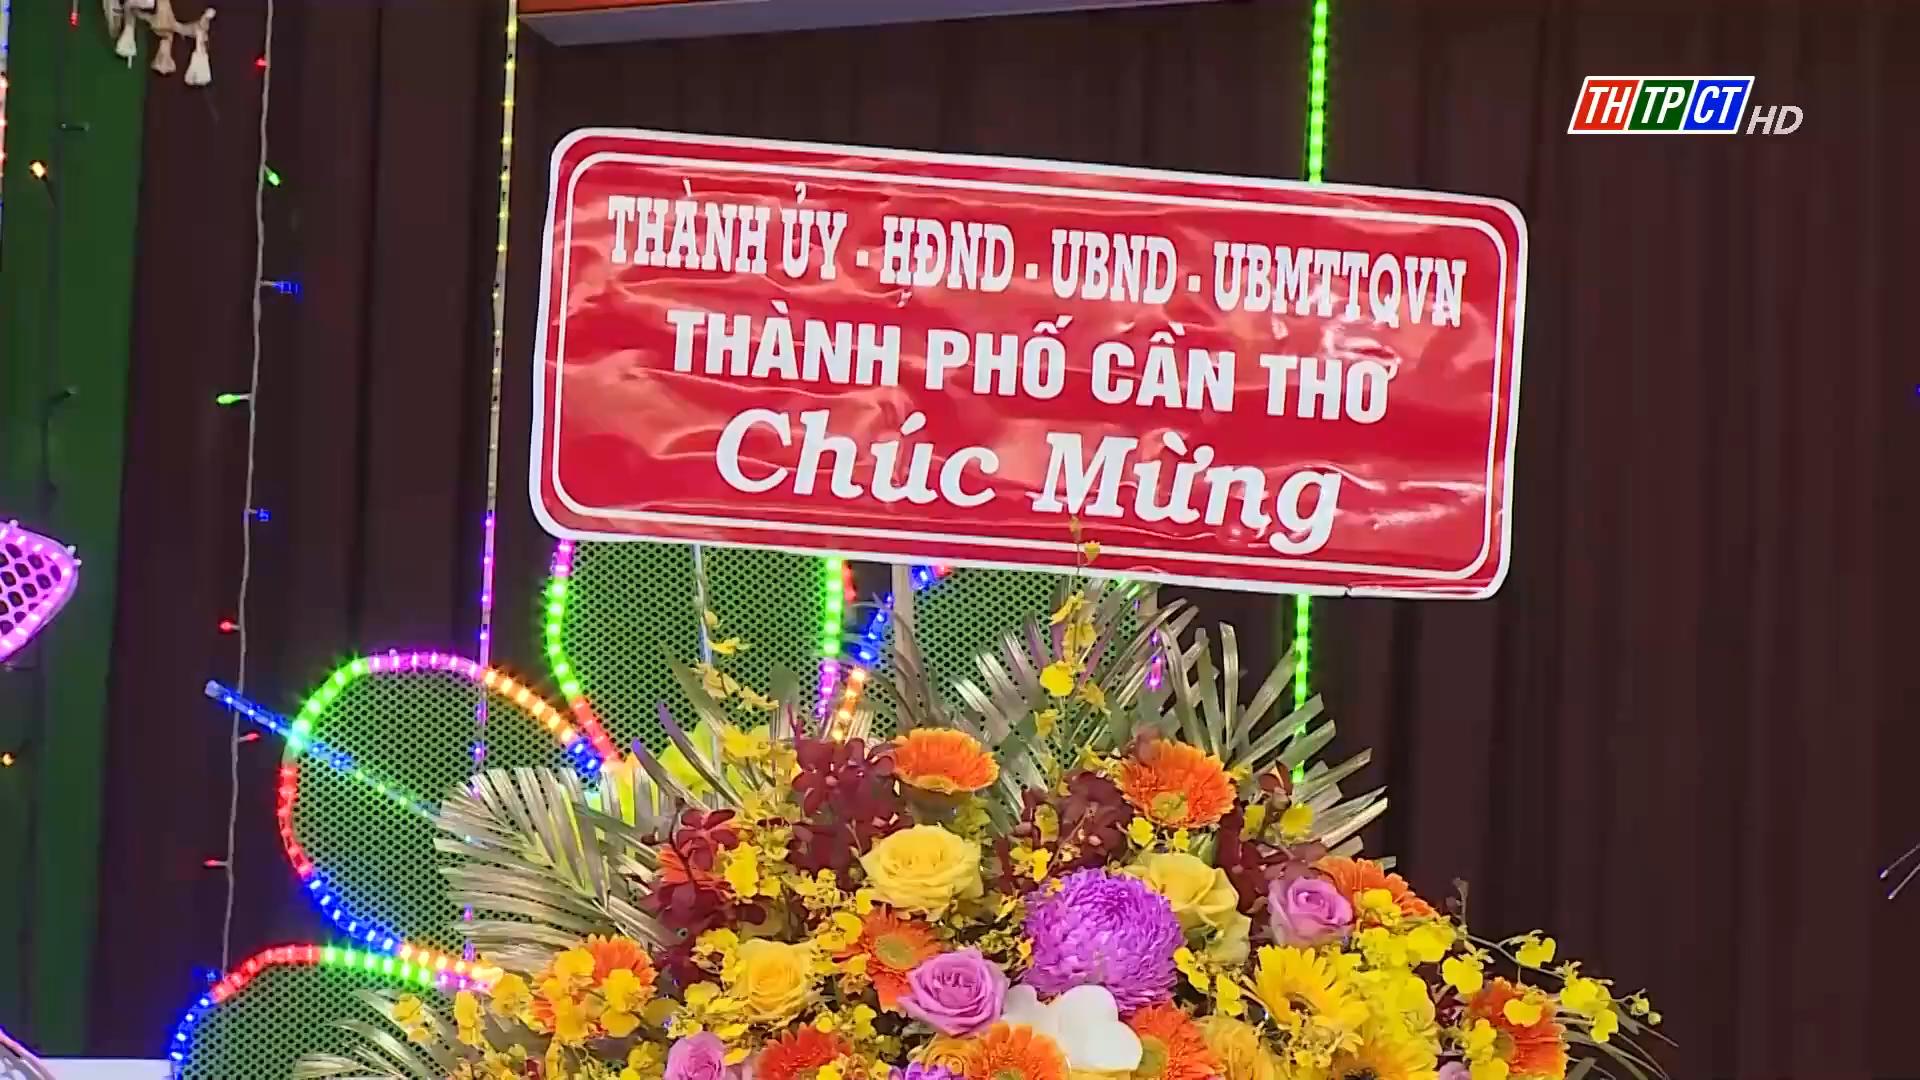 THTPCT HD
THÀNH ỦY - HĐND - UBND - UBMTTQVN
THÀNH PHỐ CẦN THƠ
Chúc Mừng